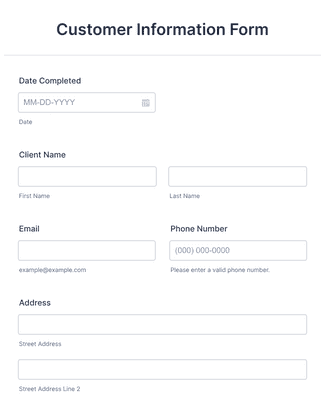 Customer Information Form
Date Completed
MM-DD-YYYY
Date
Client Name
First Name Last Name
Email Phone Number
(000) 000-0000
example@example.com Please enter a valid phone number.
Address
Street Address
Street Address Line 2